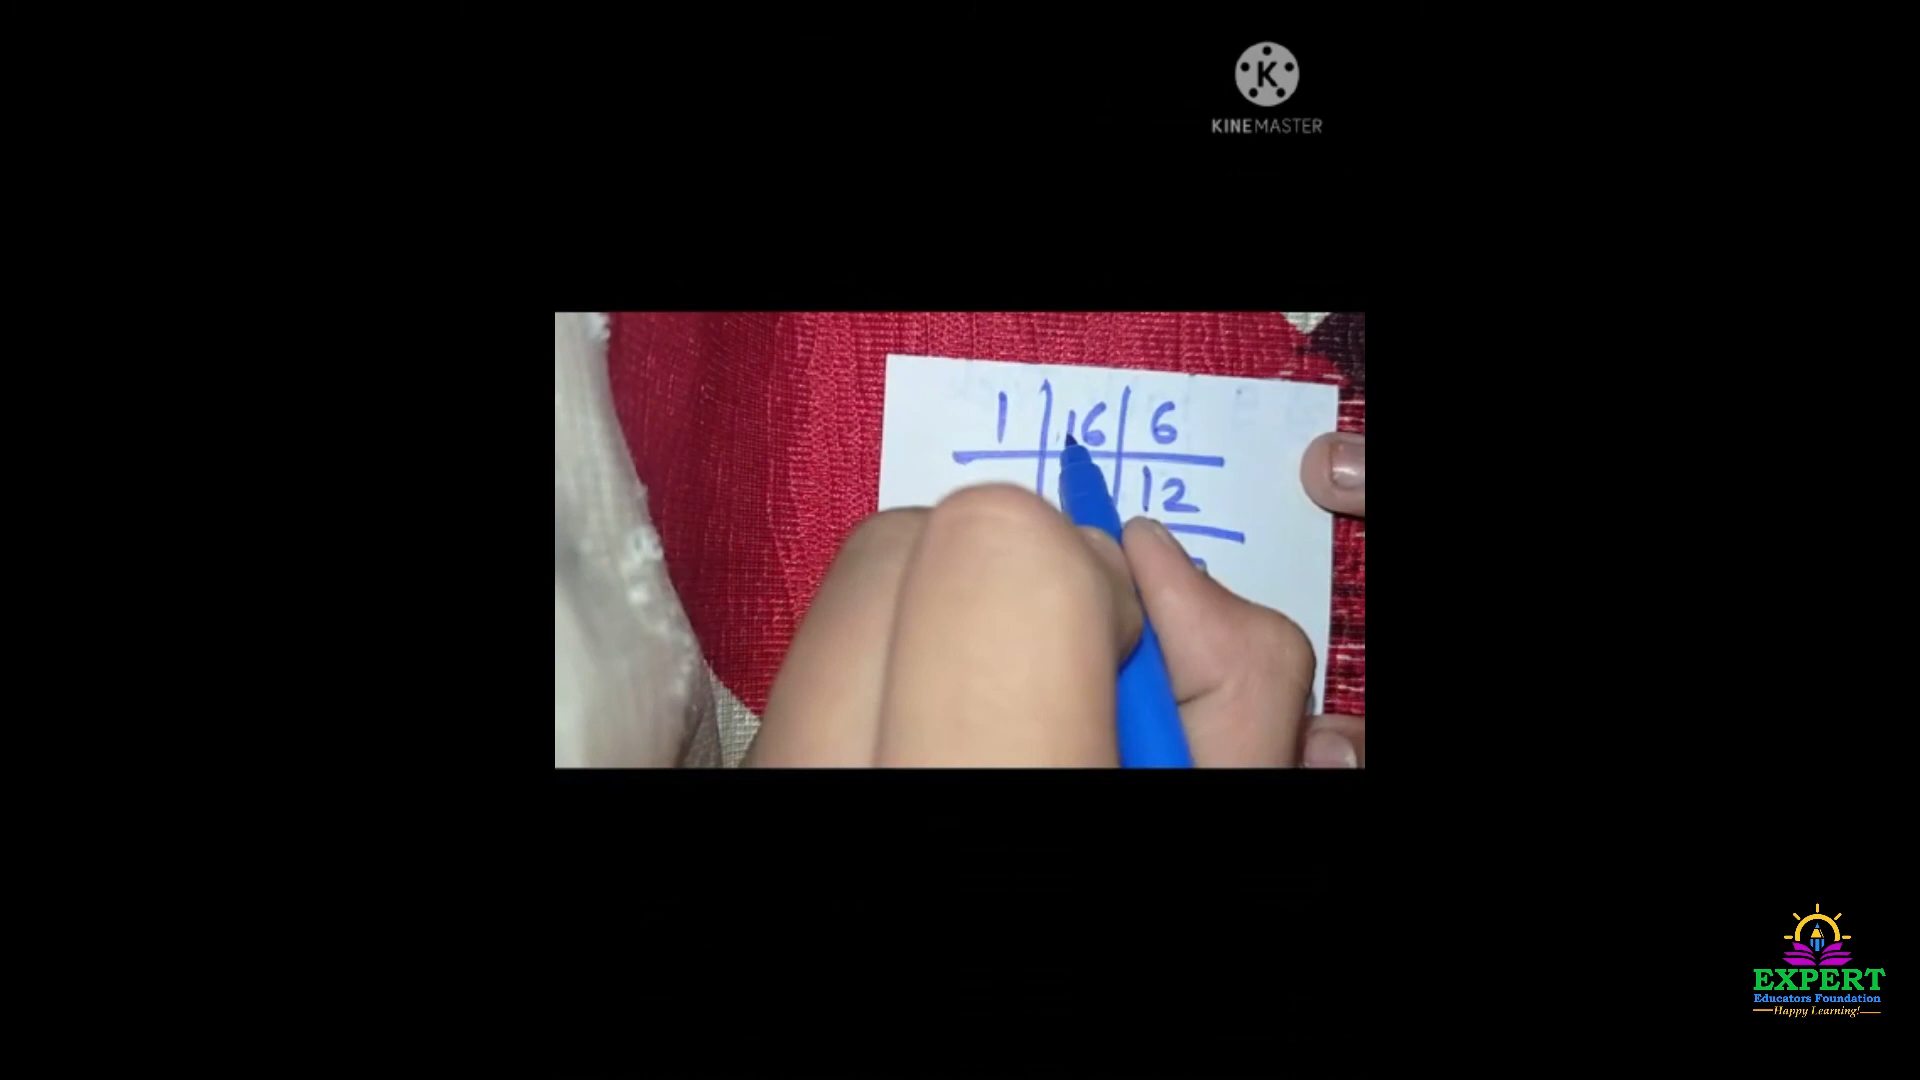 KINEMASTER
1 | 16 | 6
12
EXPERT
Educators Foundation
Happy Learning!